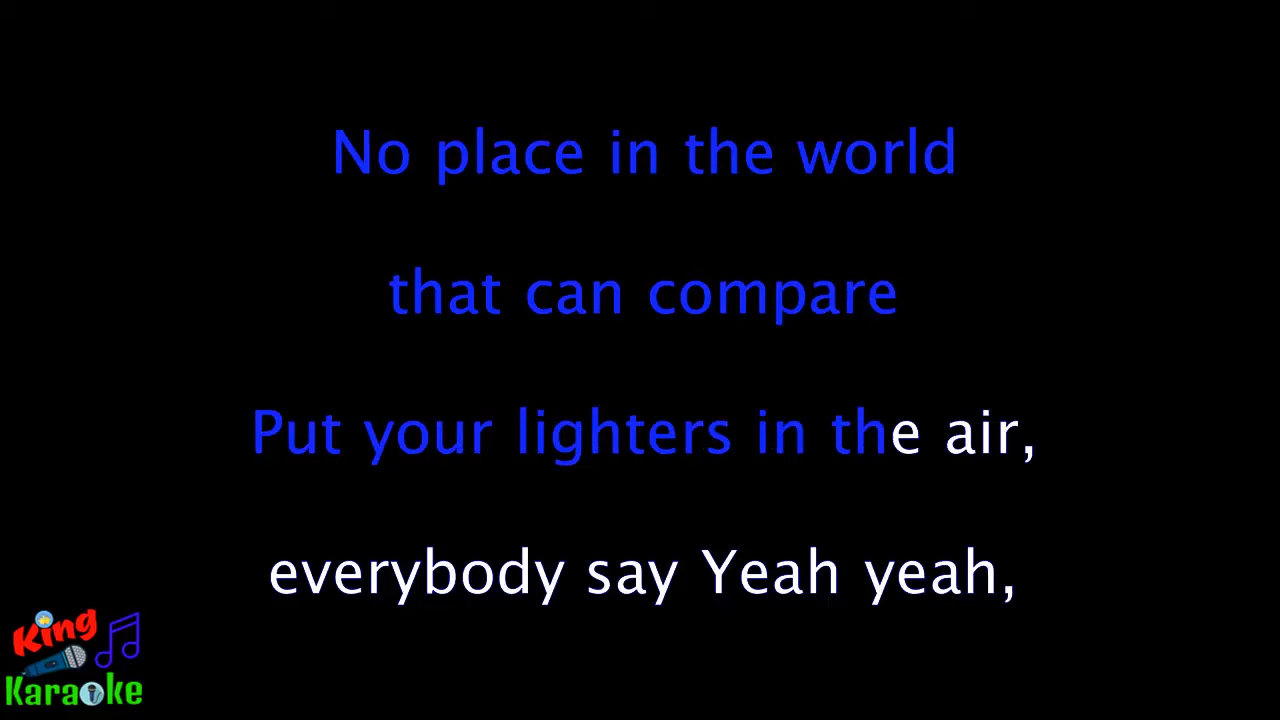 No place in the world
that can compare
Put your lighters in the air,
everybody say Yeah yeah,
King
Karaoke